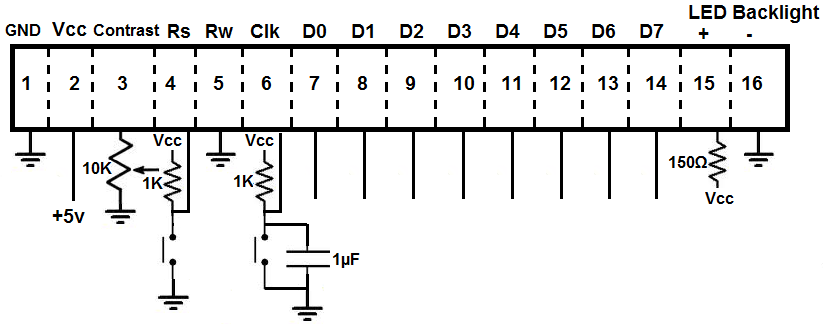 LED Backlight
GND Vcc Contrast Rs Rw Clk D0 D1 D2 D3 D4 D5 D6 D7 + -
1 2 3 4 5 6 7 8 9 10 11 12 13 14 15 16
Vcc Vcc
10K 1K 1K 150Ω
Vcc
+5v
1µF